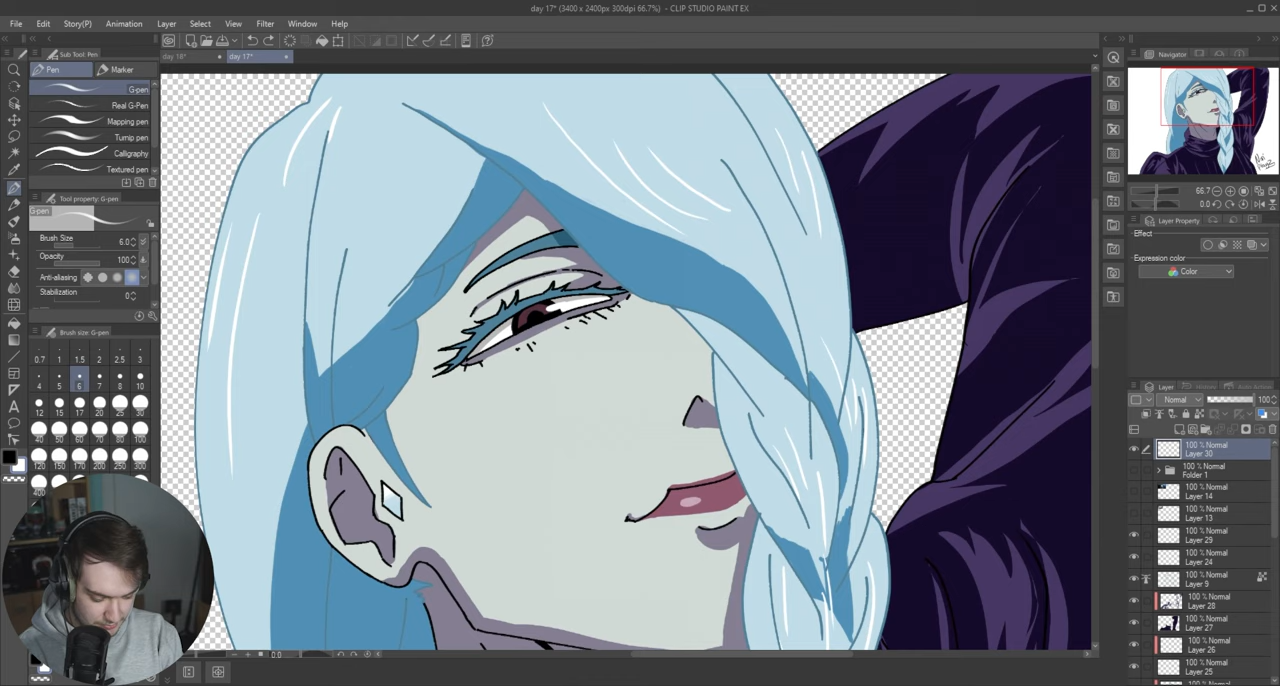 day 17* (3400 x 2400px 300dpi 66.7%) - CLIP STUDIO PAINT EX
File Edit Story(P) Animation Layer Select View Filter Window Help
Sub Tool: Pen
day 18* day 17*
Navigator
Pen Marker
G-pen
Real G-Pen
Mapping pen
Turnip pen
Calligraphy
Textured pen
Tool property: G-pen
G-pen
Brush Size 6.0
Opacity 100
Anti-aliasing
Stabilization 0
Brush size: G-pen
0.7 1 1.5 2 2.5 3
4 5 6 7 8 10
12 15 17 20 25 30
40 50 60 70 80 100
120 150 170 200 250 300
400
66.7
0.0
Layer Property
Effect
Expression color
Color
Layer History Auto Action
Normal 100
100 % Normal
Layer 30
100 % Normal
Folder 1
100 % Normal
Layer 14
100 % Normal
Layer 13
100 % Normal
Layer 29
100 % Normal
Layer 24
100 % Normal
Layer 9
100 % Normal
Layer 28
100 % Normal
Layer 27
100 % Normal
Layer 26
100 % Normal
Layer 25
100 % Normal
0.0